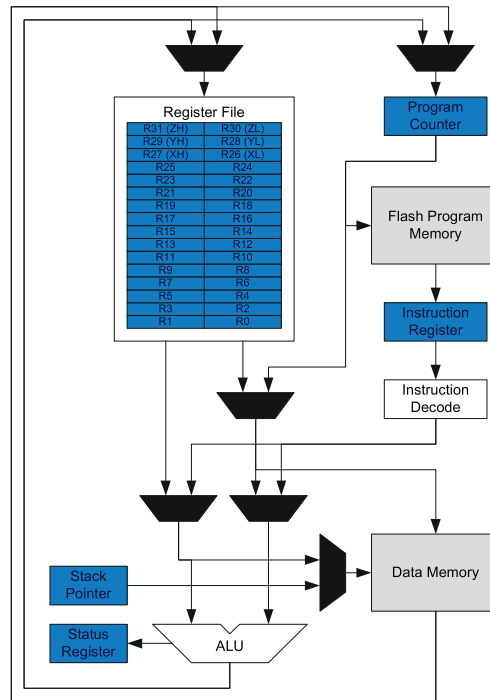 Register File
R31 (ZH) R30 (ZL)
R29 (YH) R28 (YL)
R27 (XH) R26 (XL)
R25 R24
R23 R22
R21 R20
R19 R18
R17 R16
R15 R14
R13 R12
R11 R10
R9 R8
R7 R6
R5 R4
R3 R2
R1 R0
Program
Counter
Flash Program
Memory
Instruction
Register
Instruction
Decode
Data Memory
Stack
Pointer
Status
Register
ALU